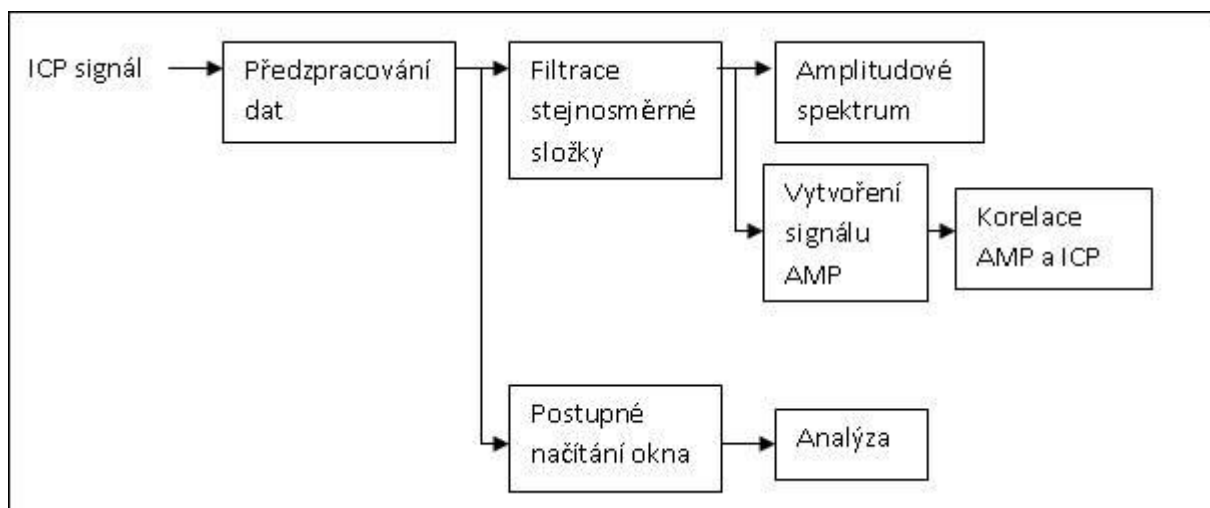 ICP signál
Předzpracování
dat
Filtrace
stejnosměrné
složky
Amplitudové
spektrum
Vytvoření
signálu
AMP
Korelace
AMP a ICP
Postupné
načítání okna
Analýza